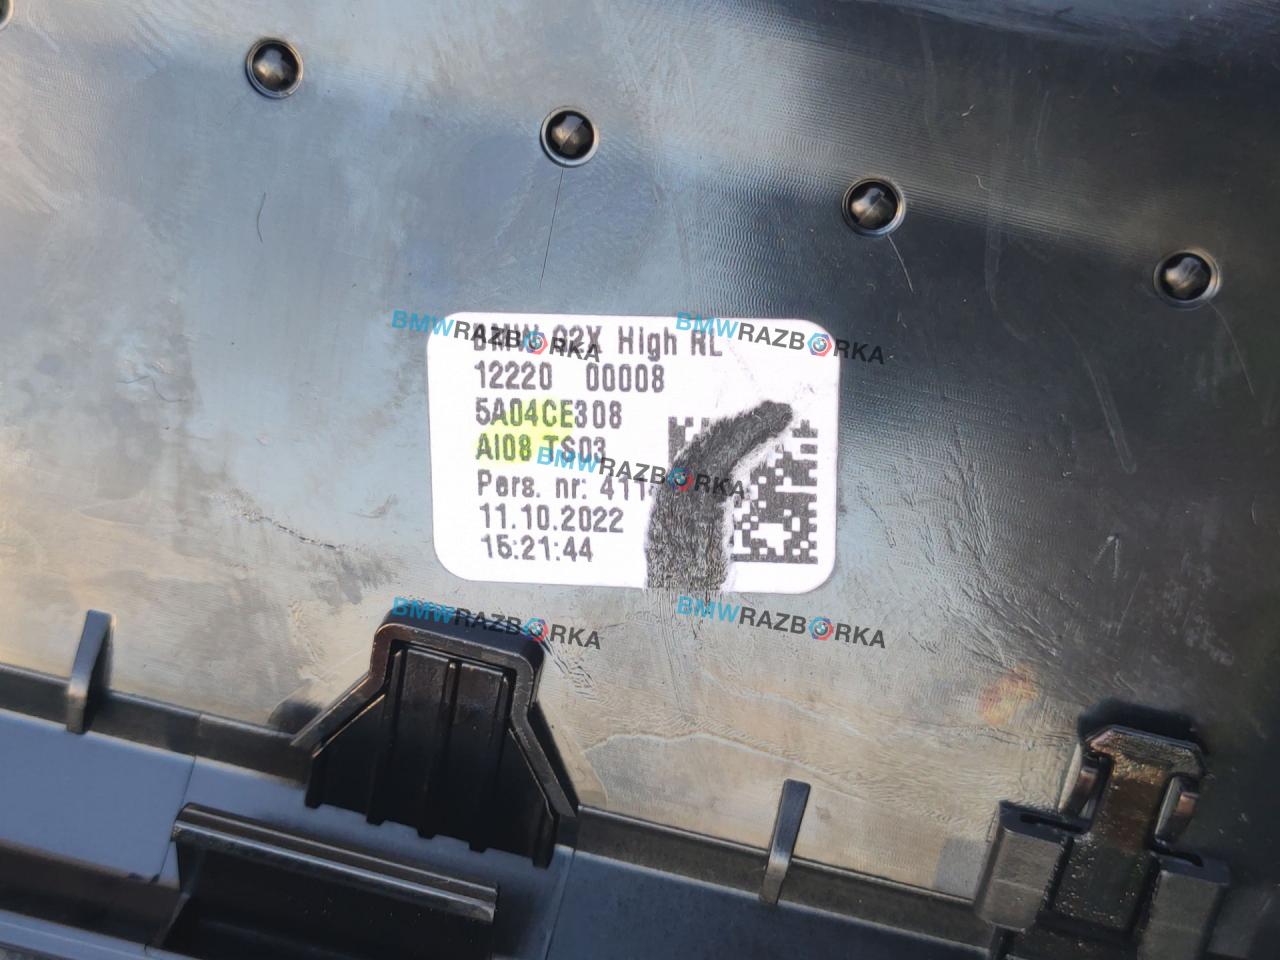 BMW G2X High RL
12220 00008
5A04CE308
AI08 TS03
Pers. nr: 411
11.10.2022
15:21:44
BMWRAZBORKA
BMWRAZBORKA
BMWRAZBORKA
BMWRAZBORKA
BMWRAZBORKA